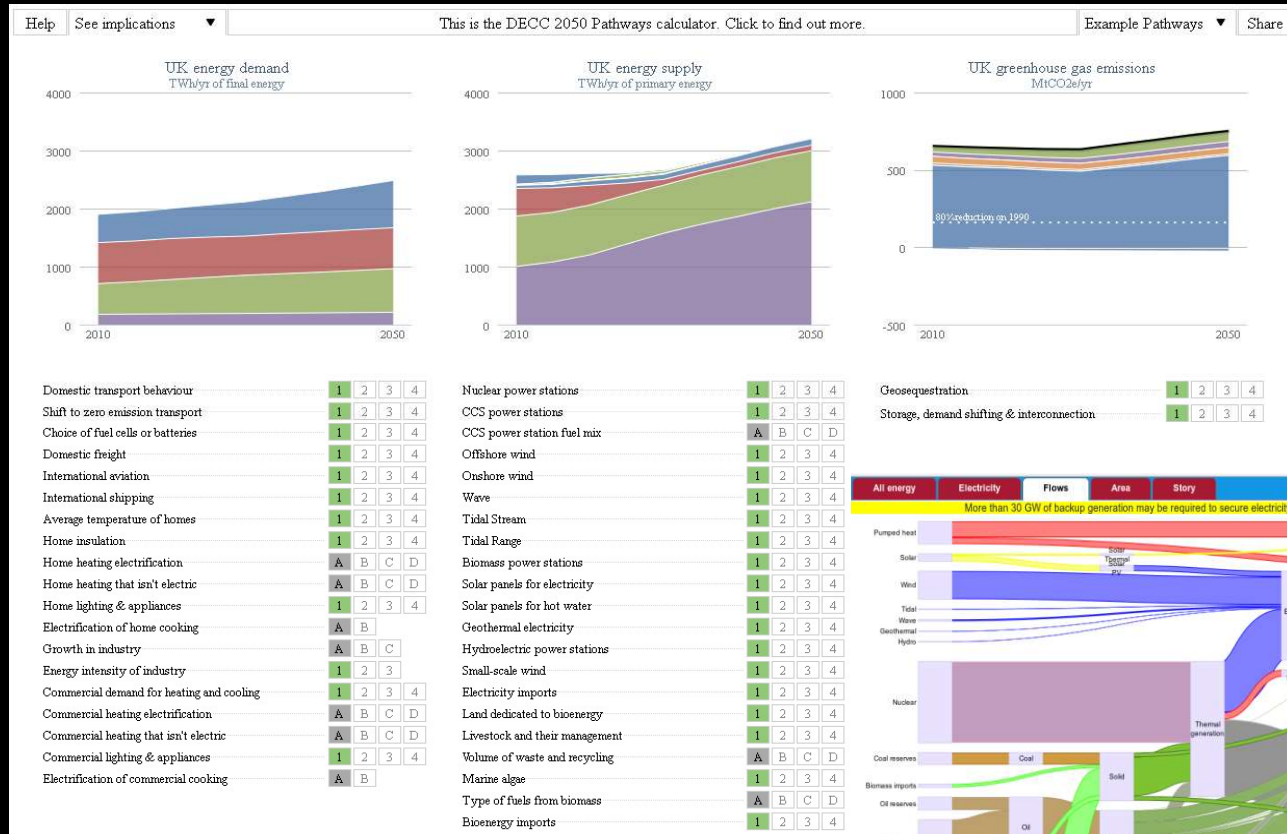 Help See implications ▼ This is the DECC 2050 Pathways calculator. Click to find out more. Example Pathways ▼ Share
UK energy demand
TWh/yr of final energy
4000
3000
2000
1000
0
2010 2050
UK energy supply
TWh/yr of primary energy
4000
3000
2000
1000
0
2010 2050
UK greenhouse gas emissions
MtCO2e/yr
1000
500
80% reduction on 1990
0
-500
2010 2050
Domestic transport behaviour 1 2 3 4
Shift to zero emission transport 1 2 3 4
Choice of fuel cells or batteries 1 2 3 4
Domestic freight 1 2 3 4
International aviation 1 2 3 4
International shipping 1 2 3 4
Average temperature of homes 1 2 3 4
Home insulation 1 2 3 4
Home heating electrification A B C D
Home heating that isn't electric A B C D
Home lighting & appliances 1 2 3 4
Electrification of home cooking A B
Growth in industry A B C
Energy intensity of industry 1 2 3
Commercial demand for heating and cooling 1 2 3 4
Commercial heating electrification A B C D
Commercial heating that isn't electric A B C D
Commercial lighting & appliances 1 2 3 4
Electrification of commercial cooking A B
Nuclear power stations 1 2 3 4
CCS power stations 1 2 3 4
CCS power station fuel mix A B C D
Offshore wind 1 2 3 4
Onshore wind 1 2 3 4
Wave 1 2 3 4
Tidal Stream 1 2 3 4
Tidal Range 1 2 3 4
Biomass power stations 1 2 3 4
Solar panels for electricity 1 2 3 4
Solar panels for hot water 1 2 3 4
Geothermal electricity 1 2 3 4
Hydroelectric power stations 1 2 3 4
Small-scale wind 1 2 3 4
Electricity imports 1 2 3 4
Land dedicated to bioenergy 1 2 3 4
Livestock and their management 1 2 3 4
Volume of waste and recycling A B C D
Marine algae 1 2 3 4
Type of fuels from biomass A B C D
Bioenergy imports 1 2 3 4
Geosequestration 1 2 3 4
Storage, demand shifting & interconnection 1 2 3 4
All energy Electricity Flows Area Story
More than 30 GW of backup generation may be required to secure electricity
Pumped heat
Solar
Solar Thermal
Solar PV
Wind
Tidal
Wave
Geothermal
Hydro
Nuclear
Thermal generation
Coal reserves
Coal
Solid
Biomass imports
Oil reserves
Oil